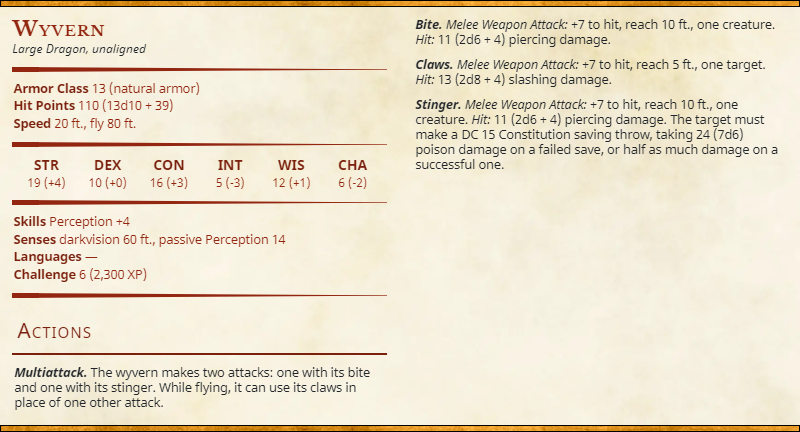 Wyvern
Large Dragon, unaligned
Armor Class 13 (natural armor)
Hit Points 110 (13d10 + 39)
Speed 20 ft., fly 80 ft.
STR DEX CON INT WIS CHA
19 (+4) 10 (+0) 16 (+3) 5 (-3) 12 (+1) 6 (-2)
Skills Perception +4
Senses darkvision 60 ft., passive Perception 14
Languages —
Challenge 6 (2,300 XP)
Actions
Multiattack. The wyvern makes two attacks: one with its bite
and one with its stinger. While flying, it can use its claws in
place of one other attack.
Bite. Melee Weapon Attack: +7 to hit, reach 10 ft., one creature.
Hit: 11 (2d6 + 4) piercing damage.
Claws. Melee Weapon Attack: +7 to hit, reach 5 ft., one target.
Hit: 13 (2d8 + 4) slashing damage.
Stinger. Melee Weapon Attack: +7 to hit, reach 10 ft., one
creature. Hit: 11 (2d6 + 4) piercing damage. The target must
make a DC 15 Constitution saving throw, taking 24 (7d6)
poison damage on a failed save, or half as much damage on a
successful one.